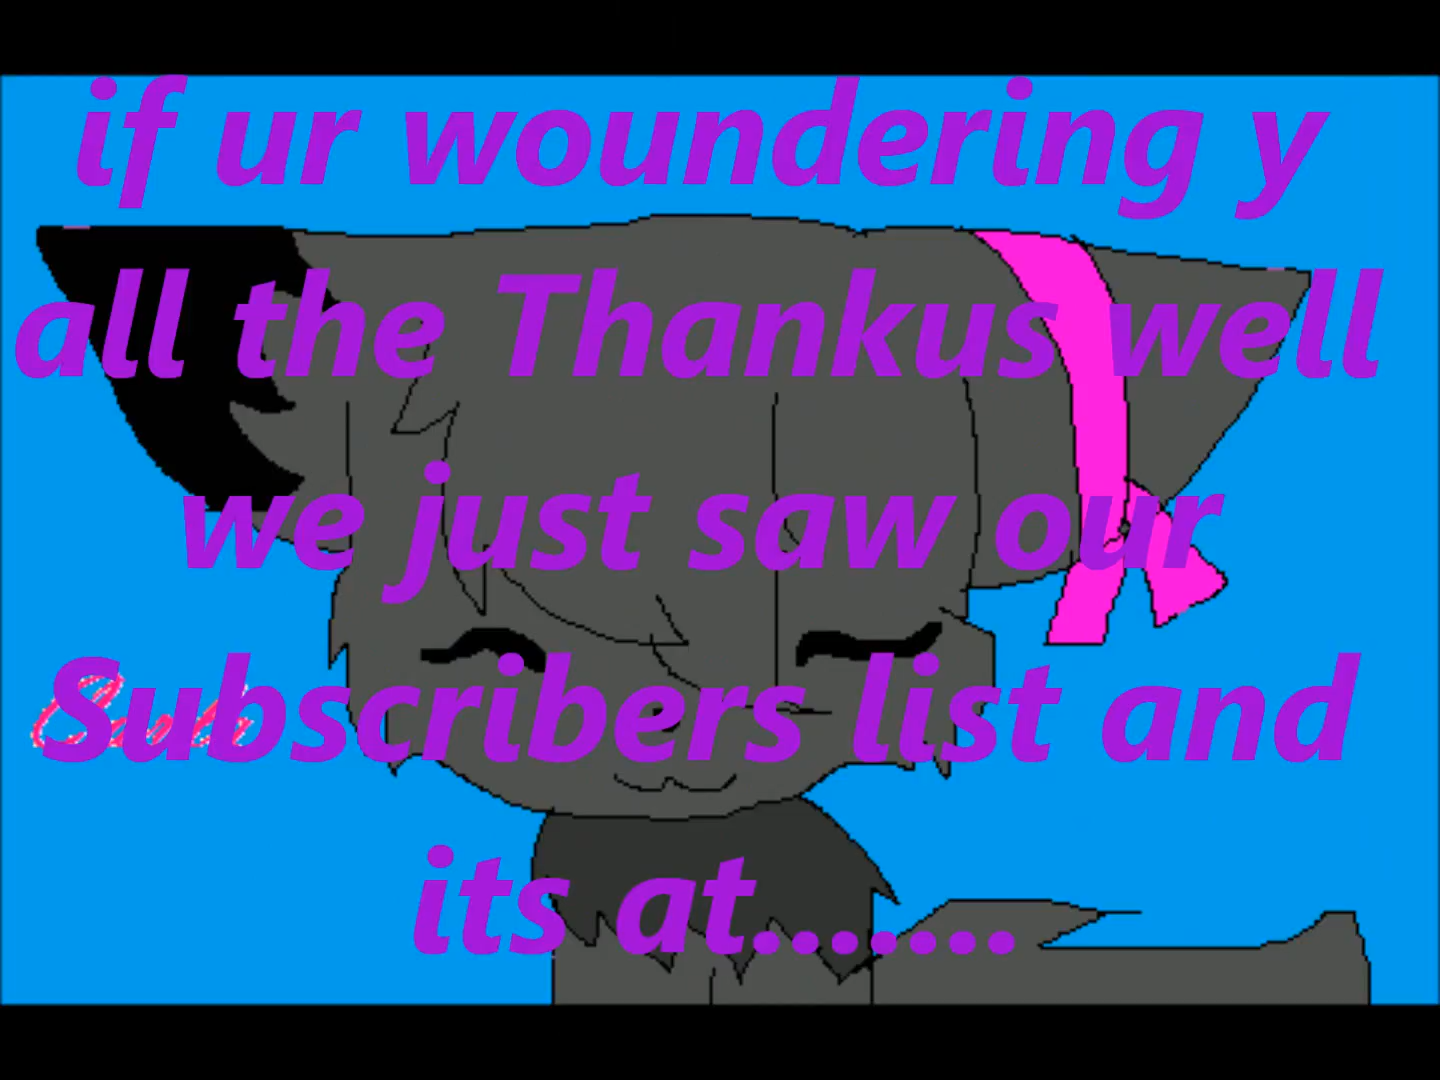 if ur woundering y
all the Thankus well
we just saw our
Subscribers list and
its at.......